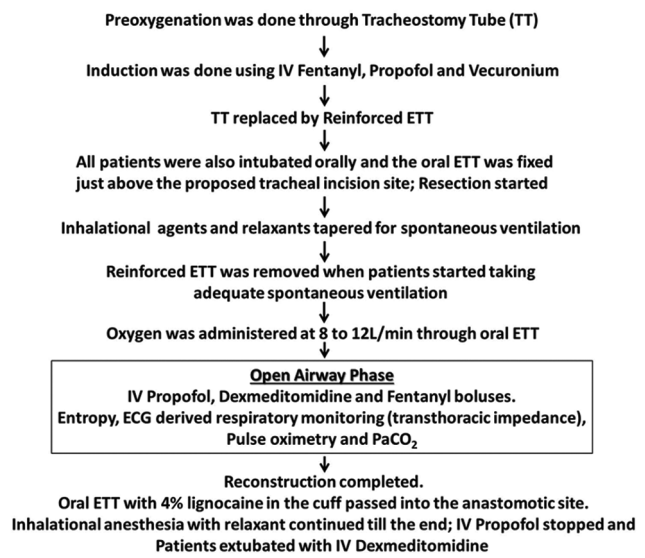 Preoxygenation was done through Tracheostomy Tube (TT)
Induction was done using IV Fentanyl, Propofol and Vecuronium
TT replaced by Reinforced ETT
All patients were also intubated orally and the oral ETT was fixed
just above the proposed tracheal incision site; Resection started
Inhalational agents and relaxants tapered for spontaneous ventilation
Reinforced ETT was removed when patients started taking
adequate spontaneous ventilation
Oxygen was administered at 8 to 12L/min through oral ETT
Open Airway Phase
IV Propofol, Dexmeditomidine and Fentanyl boluses.
Entropy, ECG derived respiratory monitoring (transthoracic impedance),
Pulse oximetry and PaCO₂
Reconstruction completed.
Oral ETT with 4% lignocaine in the cuff passed into the anastomotic site.
Inhalational anesthesia with relaxant continued till the end; IV Propofol stopped and
Patients extubated with IV Dexmeditomidine